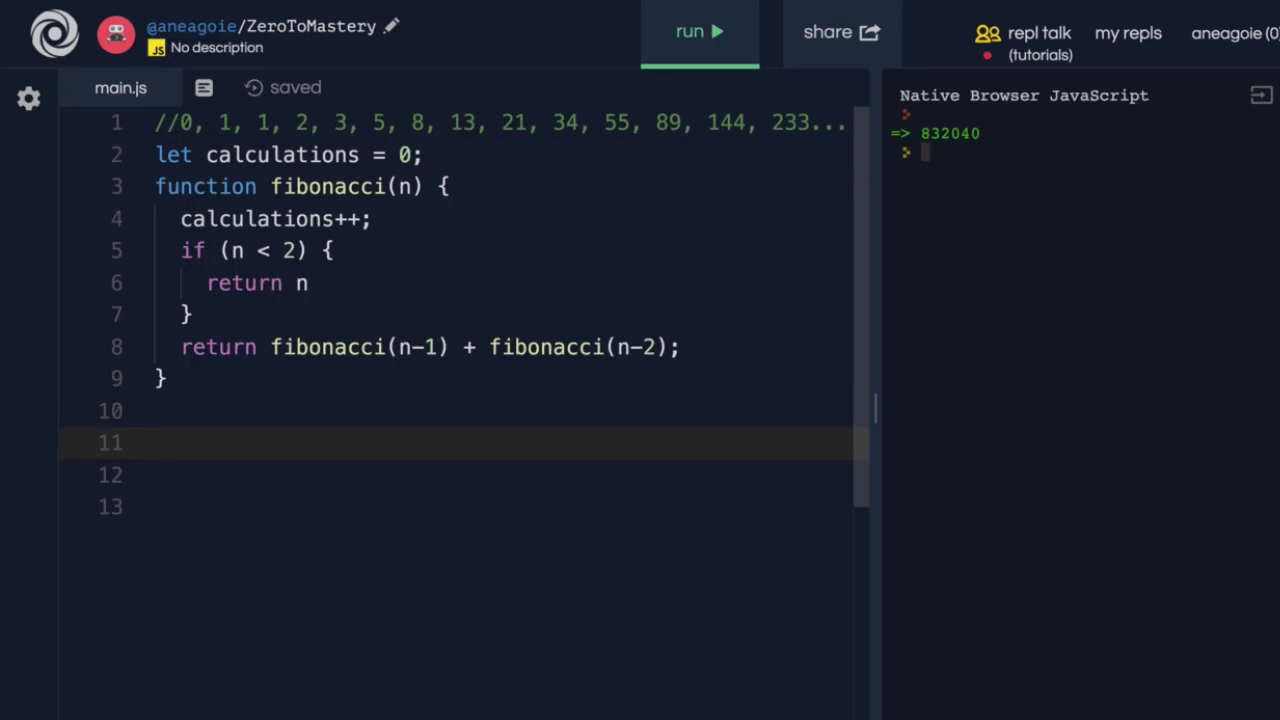 @aneagoie/ZeroToMastery
JS No description
run
share
repl talk
(tutorials)
my repls
aneagoie (0)
main.js
saved
1 //0, 1, 1, 2, 3, 5, 8, 13, 21, 34, 55, 89, 144, 233...
2 let calculations = 0;
3 function fibonacci(n) {
4 calculations++;
5 if (n < 2) {
6 return n
7 }
8 return fibonacci(n-1) + fibonacci(n-2);
9 }
10
11
12
13
Native Browser JavaScript
=> 832040